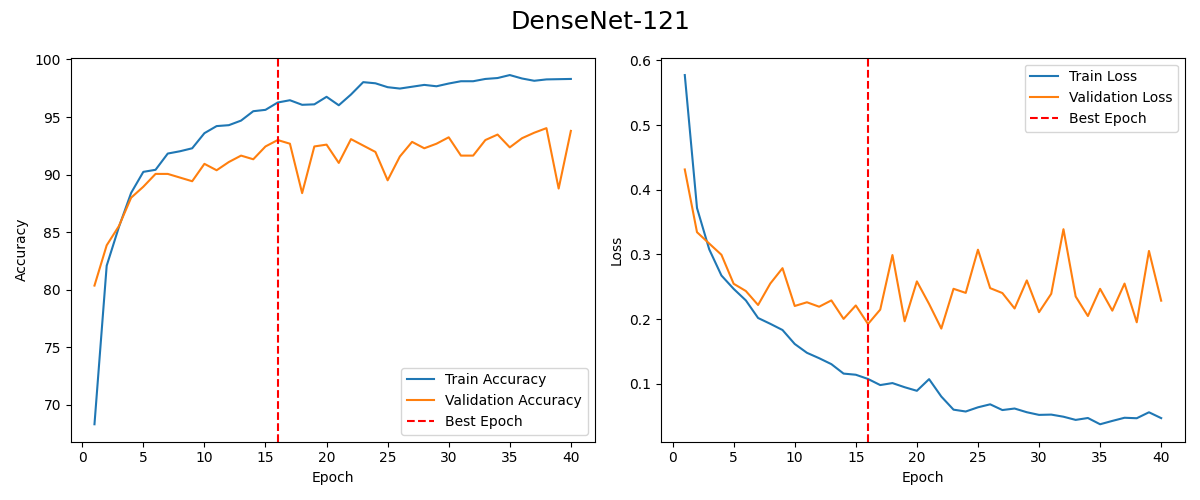 DenseNet-121
100
95
90
85
80
75
70
Accuracy
0 5 10 15 20 25 30 35 40
Epoch
Train Accuracy
Validation Accuracy
Best Epoch
0.6
0.5
0.4
0.3
0.2
0.1
Loss
0 5 10 15 20 25 30 35 40
Epoch
Train Loss
Validation Loss
Best Epoch